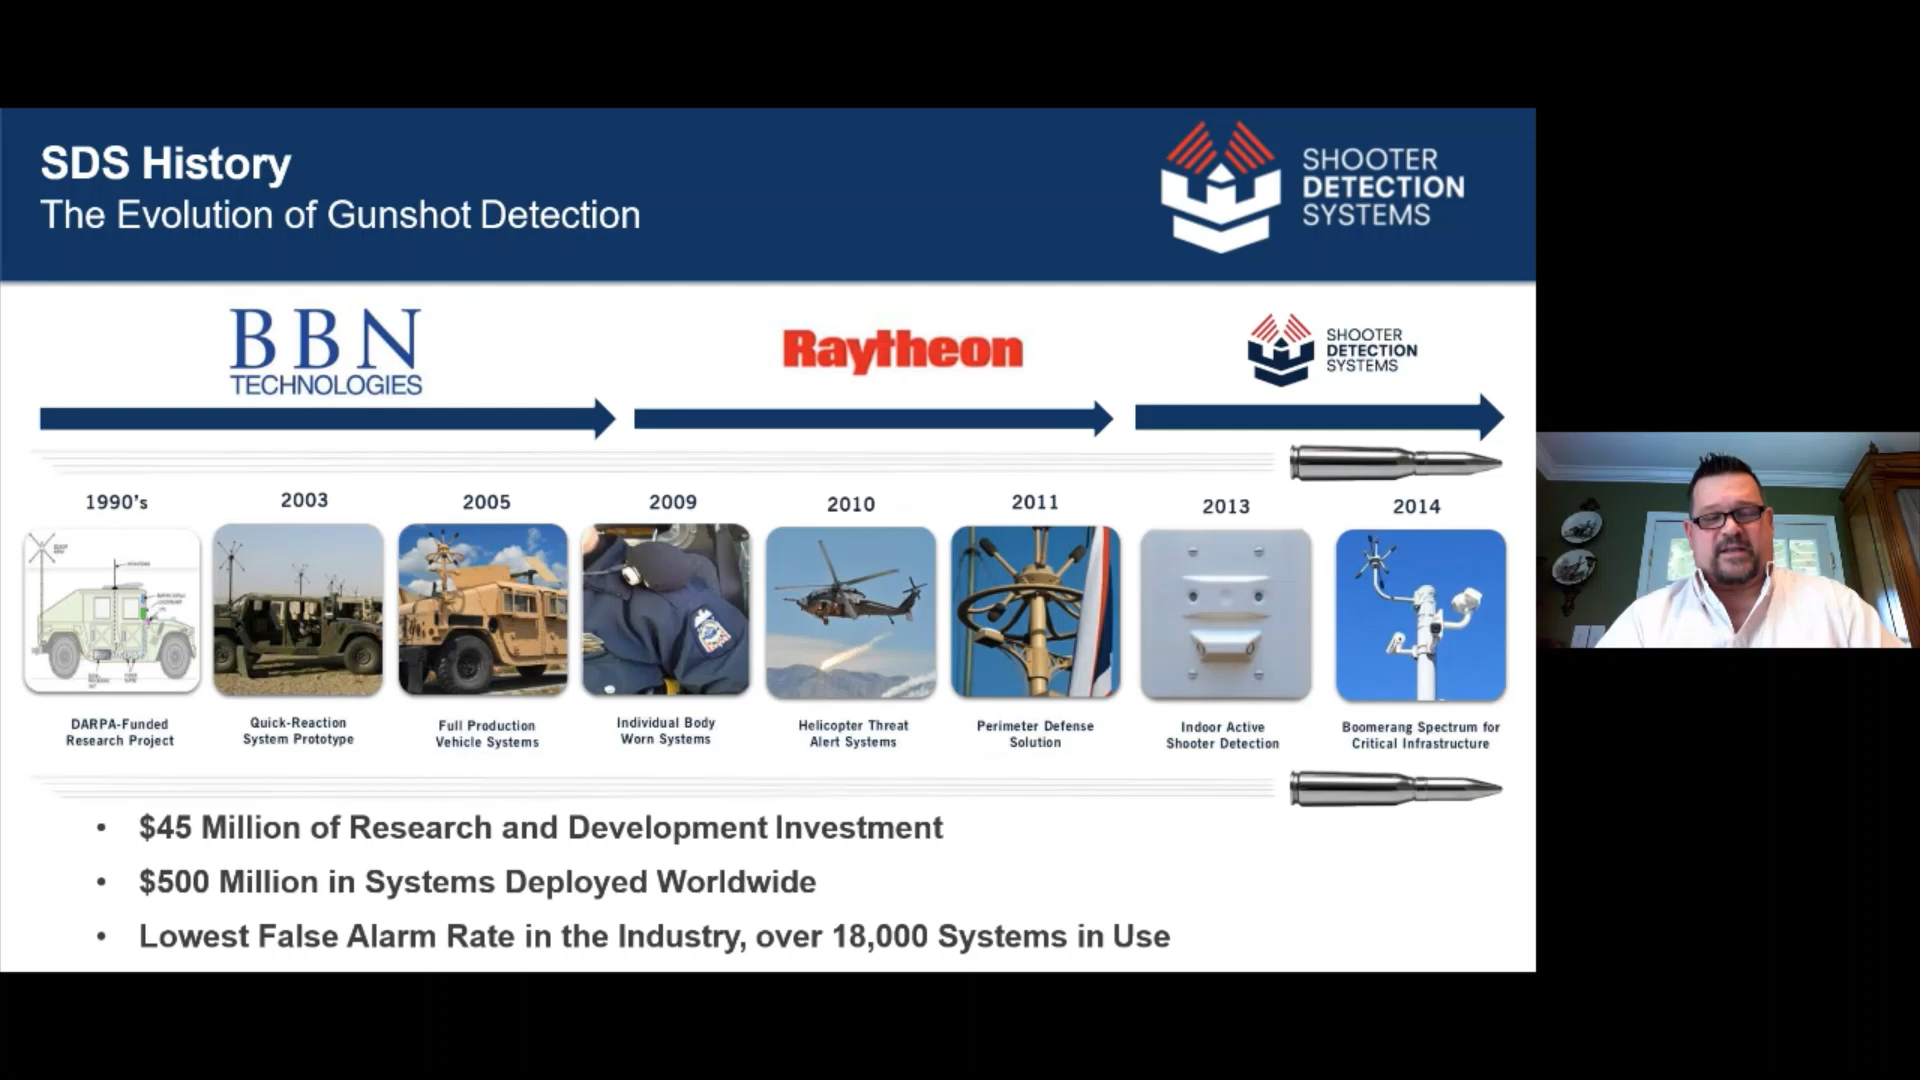 SDS History
The Evolution of Gunshot Detection
SHOOTER
DETECTION
SYSTEMS
BBN
TECHNOLOGIES
Raytheon
SHOOTER
DETECTION
SYSTEMS
1990's
2003
2005
2009
2010
2011
2013
2014
DARPA-Funded
Research Project
Quick-Reaction
System Prototype
Full Production
Vehicle Systems
Individual Body
Worn Systems
Helicopter Threat
Alert Systems
Perimeter Defense
Solution
Indoor Active
Shooter Detection
Boomerang Spectrum for
Critical Infrastructure
• $45 Million of Research and Development Investment
• $500 Million in Systems Deployed Worldwide
• Lowest False Alarm Rate in the Industry, over 18,000 Systems in Use